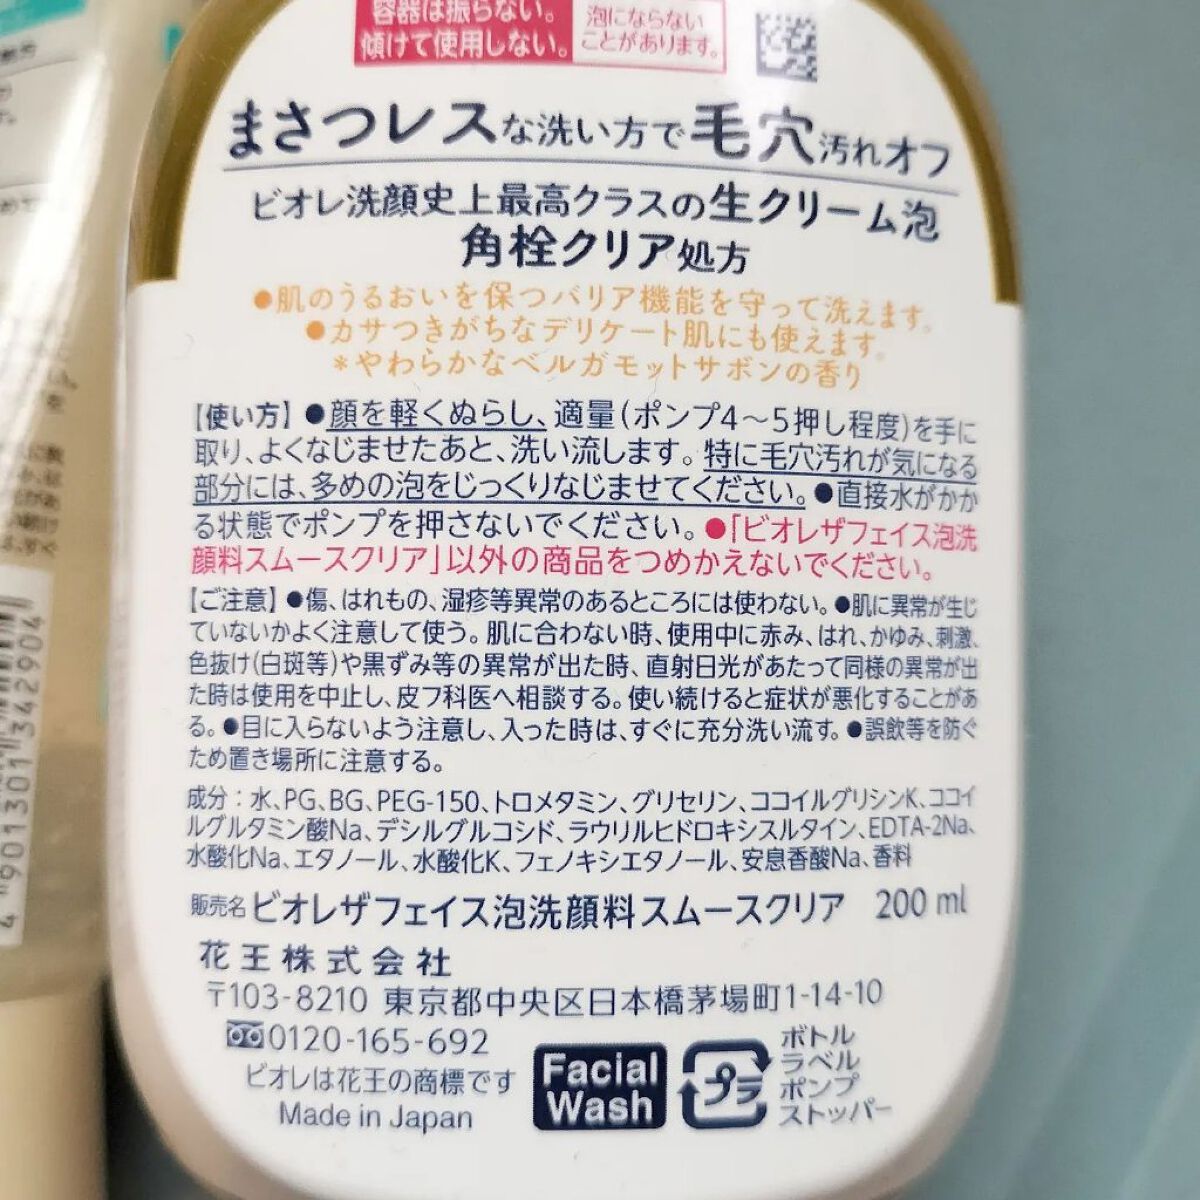 容器は振らない。
傾けて使用しない。
泡にならない
ことがあります。
まさつレスな洗い方で毛穴汚れオフ
ビオレ洗顔史上最高クラスの生クリーム泡
角栓クリア処方
●肌のうるおいを保つバリア機能を守って洗えます。
●カサつきがちなデリケート肌にも使えます。
*やわらかなベルガモットサボンの香り
【使い方】●顔を軽くぬらし、適量(ポンプ4～5押し程度)を手に
取り、よくなじませたあと、洗い流します。特に毛穴汚れが気になる
部分には、多めの泡をじっくりなじませてください。●直接水がかか
る状態でポンプを押さないでください。●「ビオレザフェイス泡洗
顔料スムースクリア」以外の商品をつめかえないでください。
【ご注意】●傷、はれもの、湿疹等異常のあるところには使わない。●肌に異常が生じ
ていないかよく注意して使う。肌に合わない時、使用中に赤み、はれ、かゆみ、刺激、
色抜け(白斑等)や黒ずみ等の異常が出た時、直射日光があたって同様の異常が出
た時は使用を中止し、皮フ科医へ相談する。使い続けると症状が悪化することがあ
る。●目に入らないよう注意し、入った時は、すぐに充分洗い流す。●誤飲等を防ぐ
ため置き場所に注意する。
成分：水、PG、BG、PEG-150、トロメタミン、グリセリン、ココイルグリシンK、ココイ
ルグルタミン酸Na、デシルグルコシド、ラウリルヒドロキシスルタイン、EDTA-2Na、
水酸化Na、エタノール、水酸化K、フェノキシエタノール、安息香酸Na、香料
販売名 ビオレザフェイス泡洗顔料スムースクリア 200 ml
花王株式会社
〒103-8210 東京都中央区日本橋茅場町1-14-10
0120-165-692
ビオレは花王の商標です
Made in Japan
Facial
Wash
プラ
ボトル
ラベル
ポンプ
ストッパー
4 901301 342904